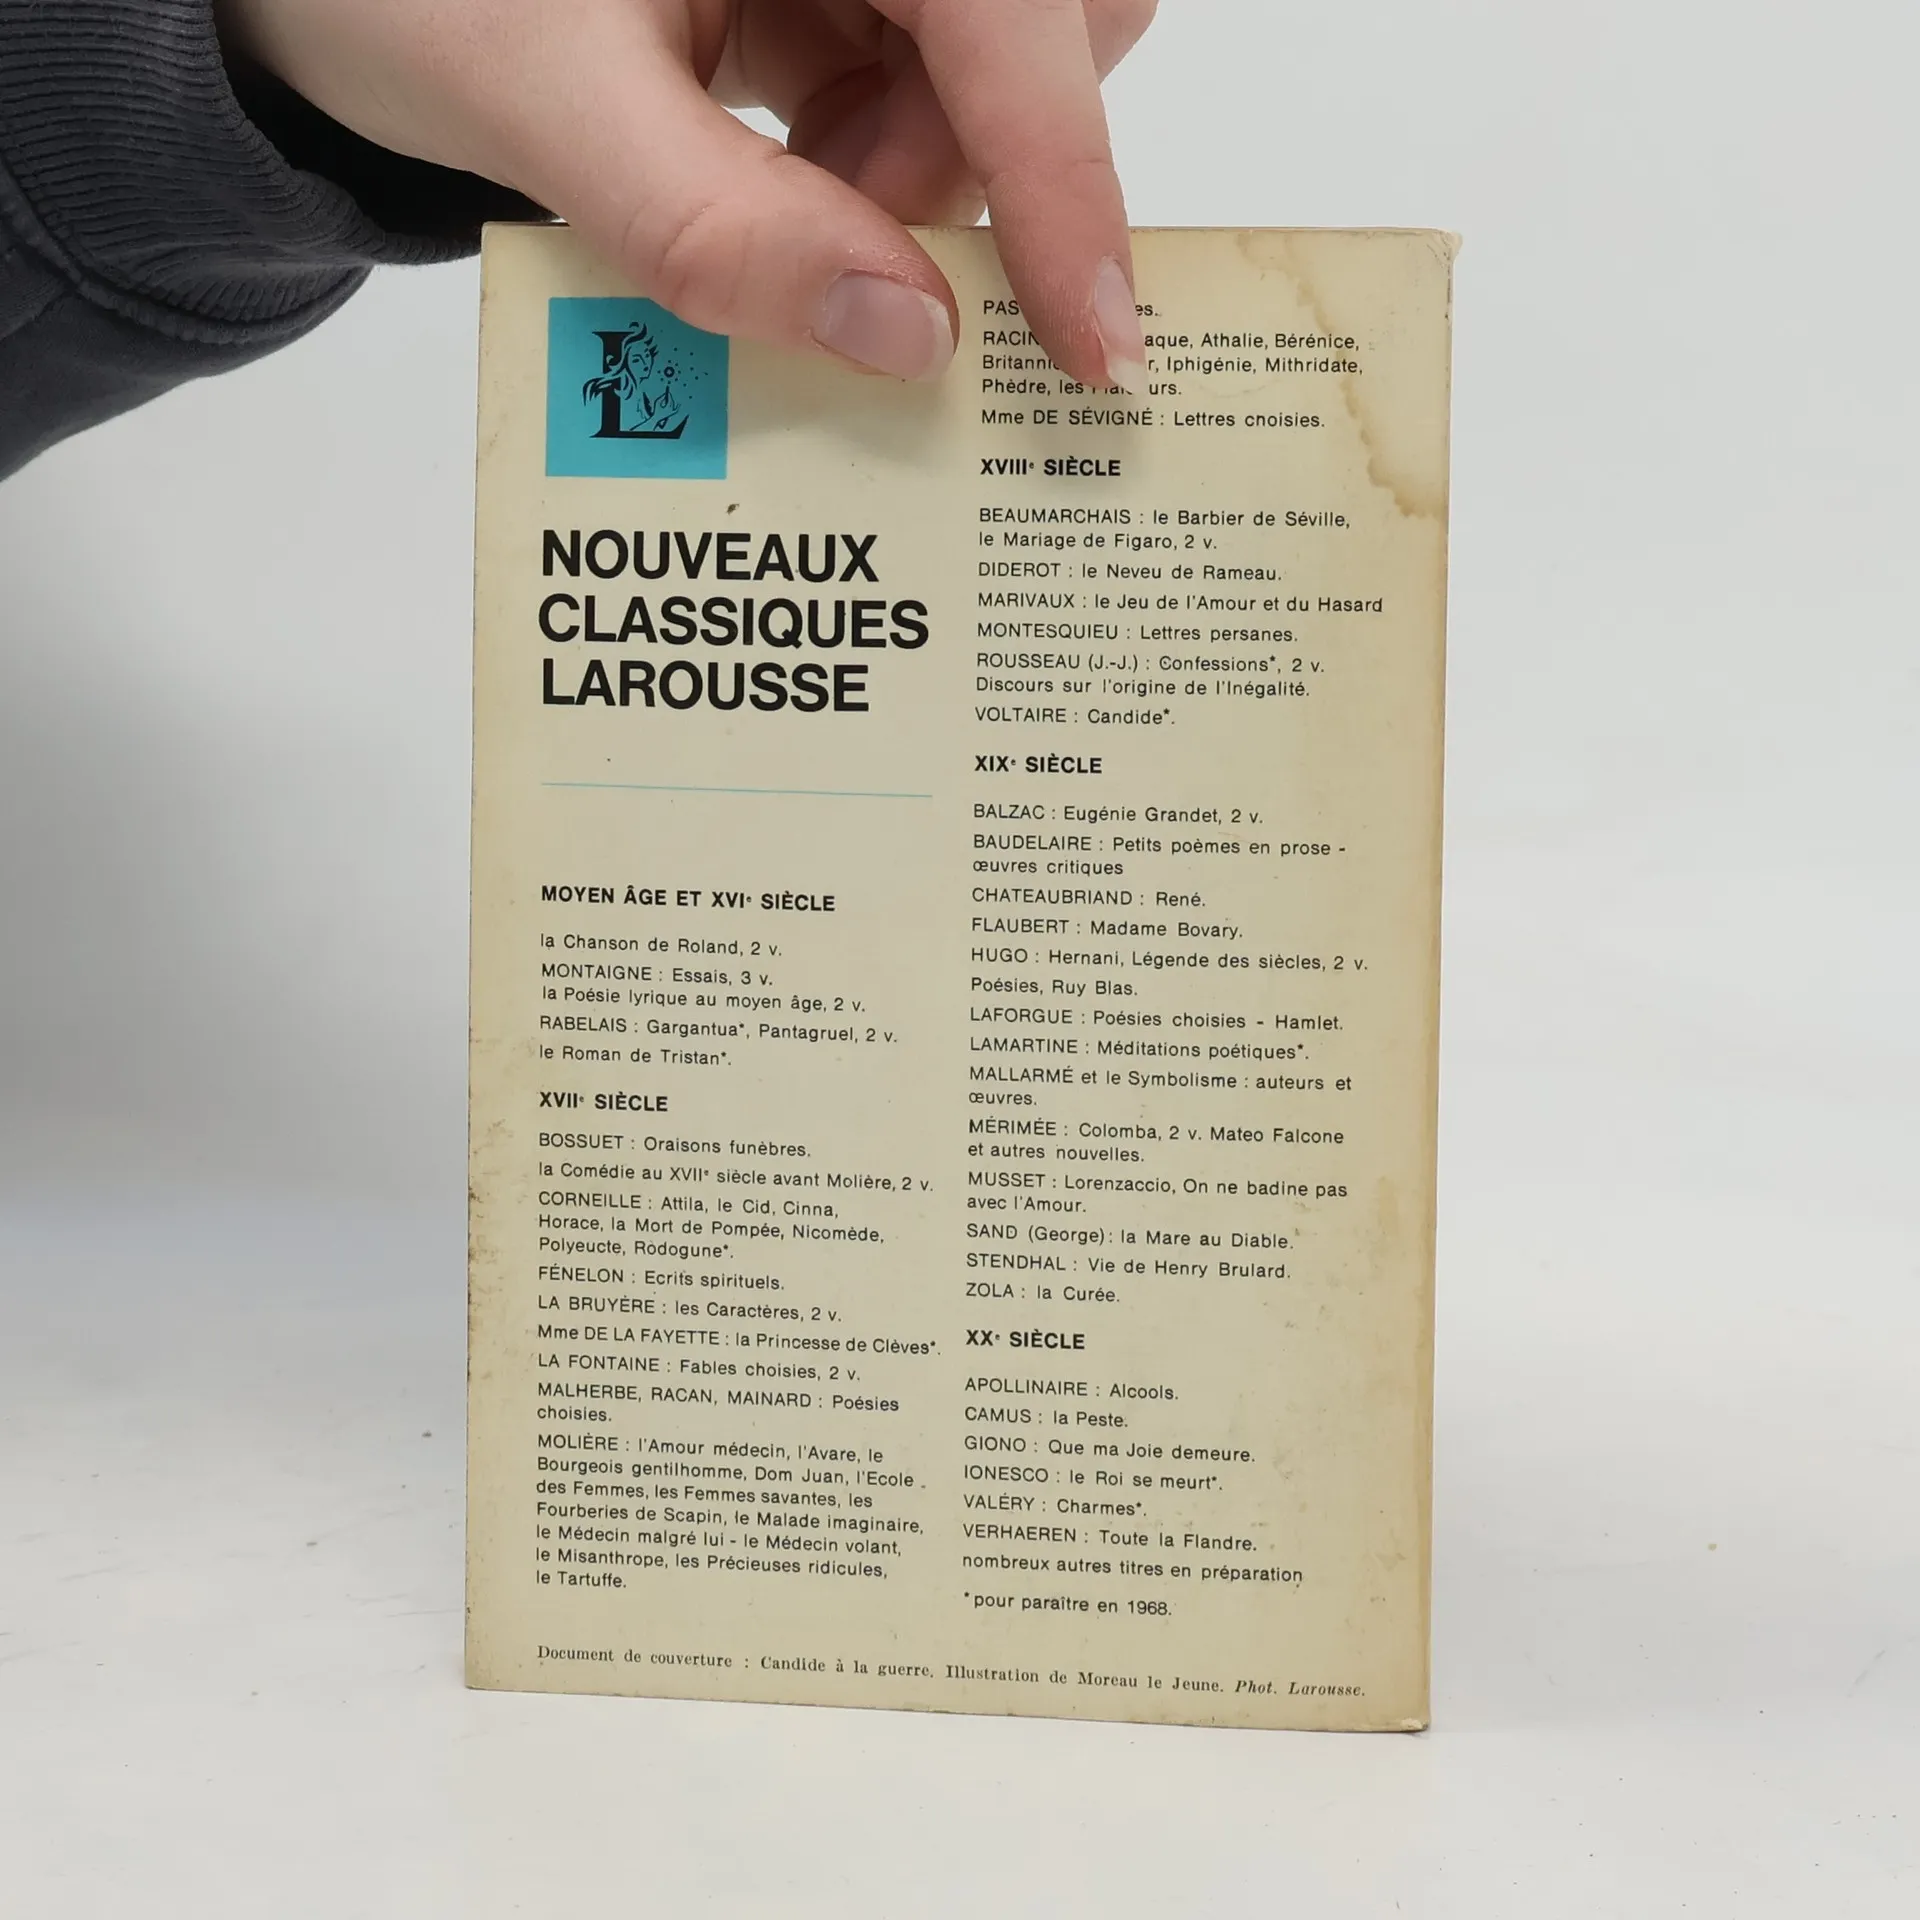 L
NOUVEAUX
CLASSIQUES
LAROUSSE
MOYEN ÂGE ET XVIe SIÈCLE
la Chanson de Roland, 2 v.
MONTAIGNE : Essais, 3 v.
la Poésie lyrique au moyen âge, 2 v.
RABELAIS : Gargantua*, Pantagruel, 2 v.
le Roman de Tristan*.
XVIIe SIÈCLE
BOSSUET : Oraisons funèbres.
la Comédie au XVIIe siècle avant Molière, 2 v.
CORNEILLE : Attila, le Cid, Cinna,
Horace, la Mort de Pompée, Nicomède,
Polyeucte, Rodogune*.
FÉNELON : Ecrits spirituels.
LA BRUYÈRE : les Caractères, 2 v.
Mme DE LA FAYETTE : la Princesse de Clèves*.
LA FONTAINE : Fables choisies, 2 v.
MALHERBE, RACAN, MAINARD : Poésies
choisies.
MOLIÈRE : l'Amour médecin, l'Avare, le
Bourgeois gentilhomme, Dom Juan, l'Ecole
des Femmes, les Femmes savantes, les
Fourberies de Scapin, le Malade imaginaire,
le Médecin malgré lui - le Médecin volant,
le Misanthrope, les Précieuses ridicules,
le Tartuffe.
Athalie, Bérénice,
Iphigénie, Mithridate,
Phèdre, les
Mme DE SÉVIGNÉ : Lettres choisies.
XVIIIe SIÈCLE
BEAUMARCHAIS : le Barbier de Séville,
le Mariage de Figaro, 2 v.
DIDEROT : le Neveu de Rameau.
MARIVAUX : le Jeu de l'Amour et du Hasard
MONTESQUIEU : Lettres persanes.
ROUSSEAU (J.-J.) : Confessions*, 2 v.
Discours sur l'origine de l'Inégalité.
VOLTAIRE : Candide*.
XIXe SIÈCLE
BALZAC : Eugénie Grandet, 2 v.
BAUDELAIRE : Petits poèmes en prose -
œuvres critiques
CHATEAUBRIAND : René.
FLAUBERT : Madame Bovary.
HUGO : Hernani, Légende des siècles, 2 v.
Poésies, Ruy Blas.
LAFORGUE : Poésies choisies - Hamlet.
LAMARTINE : Méditations poétiques*.
MALLARMÉ et le Symbolisme : auteurs et
œuvres.
MÉRIMÉE : Colomba, 2 v. Mateo Falcone
et autres nouvelles.
MUSSET : Lorenzaccio, On ne badine pas
avec l'Amour.
SAND (George) : la Mare au Diable.
STENDHAL : Vie de Henry Brulard.
ZOLA : la Curée.
XXe SIÈCLE
APOLLINAIRE : Alcools.
CAMUS : la Peste.
GIONO : Que ma Joie demeure.
IONESCO : le Roi se meurt*.
VALÉRY : Charmes*.
VERHAEREN : Toute la Flandre.
nombreux autres titres en préparation
*pour paraître en 1968.
Document de couverture : Candide à la guerre. Illustration de Moreau le Jeune. Phot. Larousse.